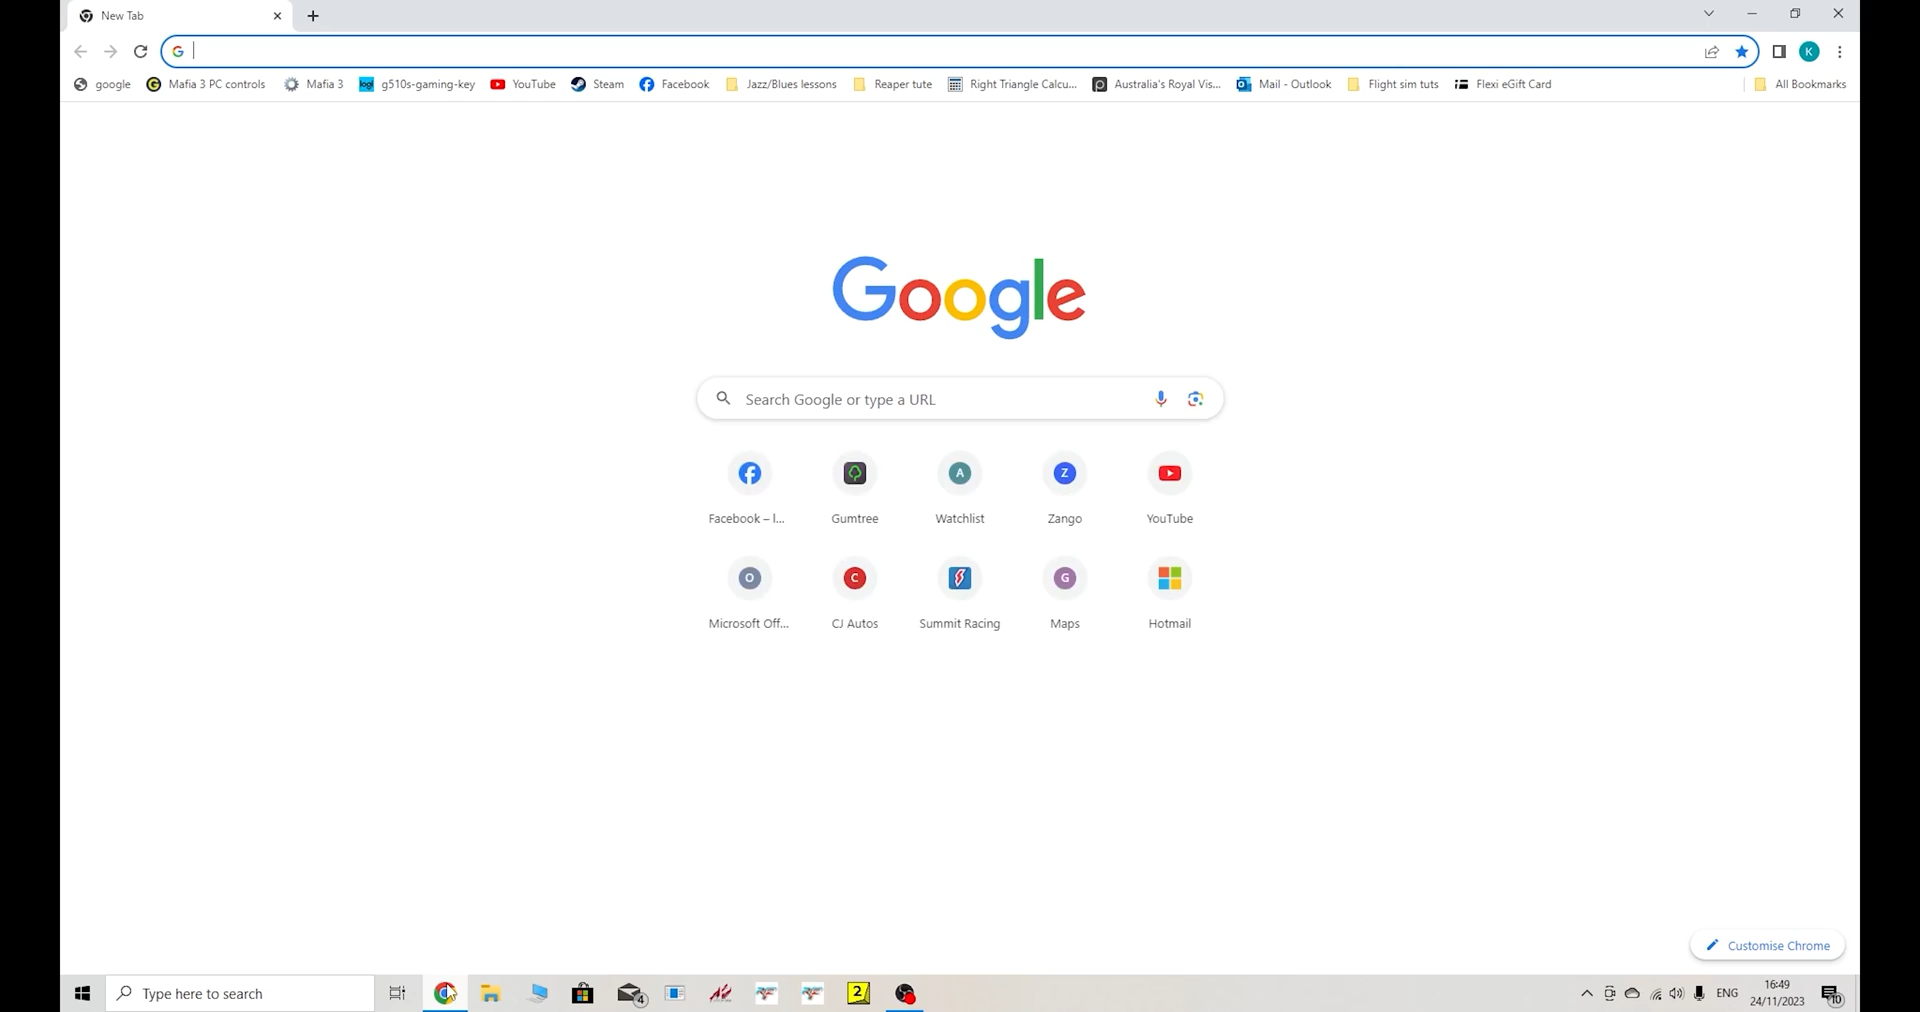 New Tab
google Mafia 3 PC controls Mafia 3 g510s-gaming-key YouTube Steam Facebook Jazz/Blues lessons Reaper tute Right Triangle Calcu... Australia's Royal Vis... Mail - Outlook Flight sim tuts Flexi eGift Card All Bookmarks
Google
Search Google or type a URL
Facebook – l... Gumtree Watchlist Zango YouTube
Microsoft Off... CJ Autos Summit Racing Maps Hotmail
Customise Chrome
Type here to search
ENG
16:49
24/11/2023